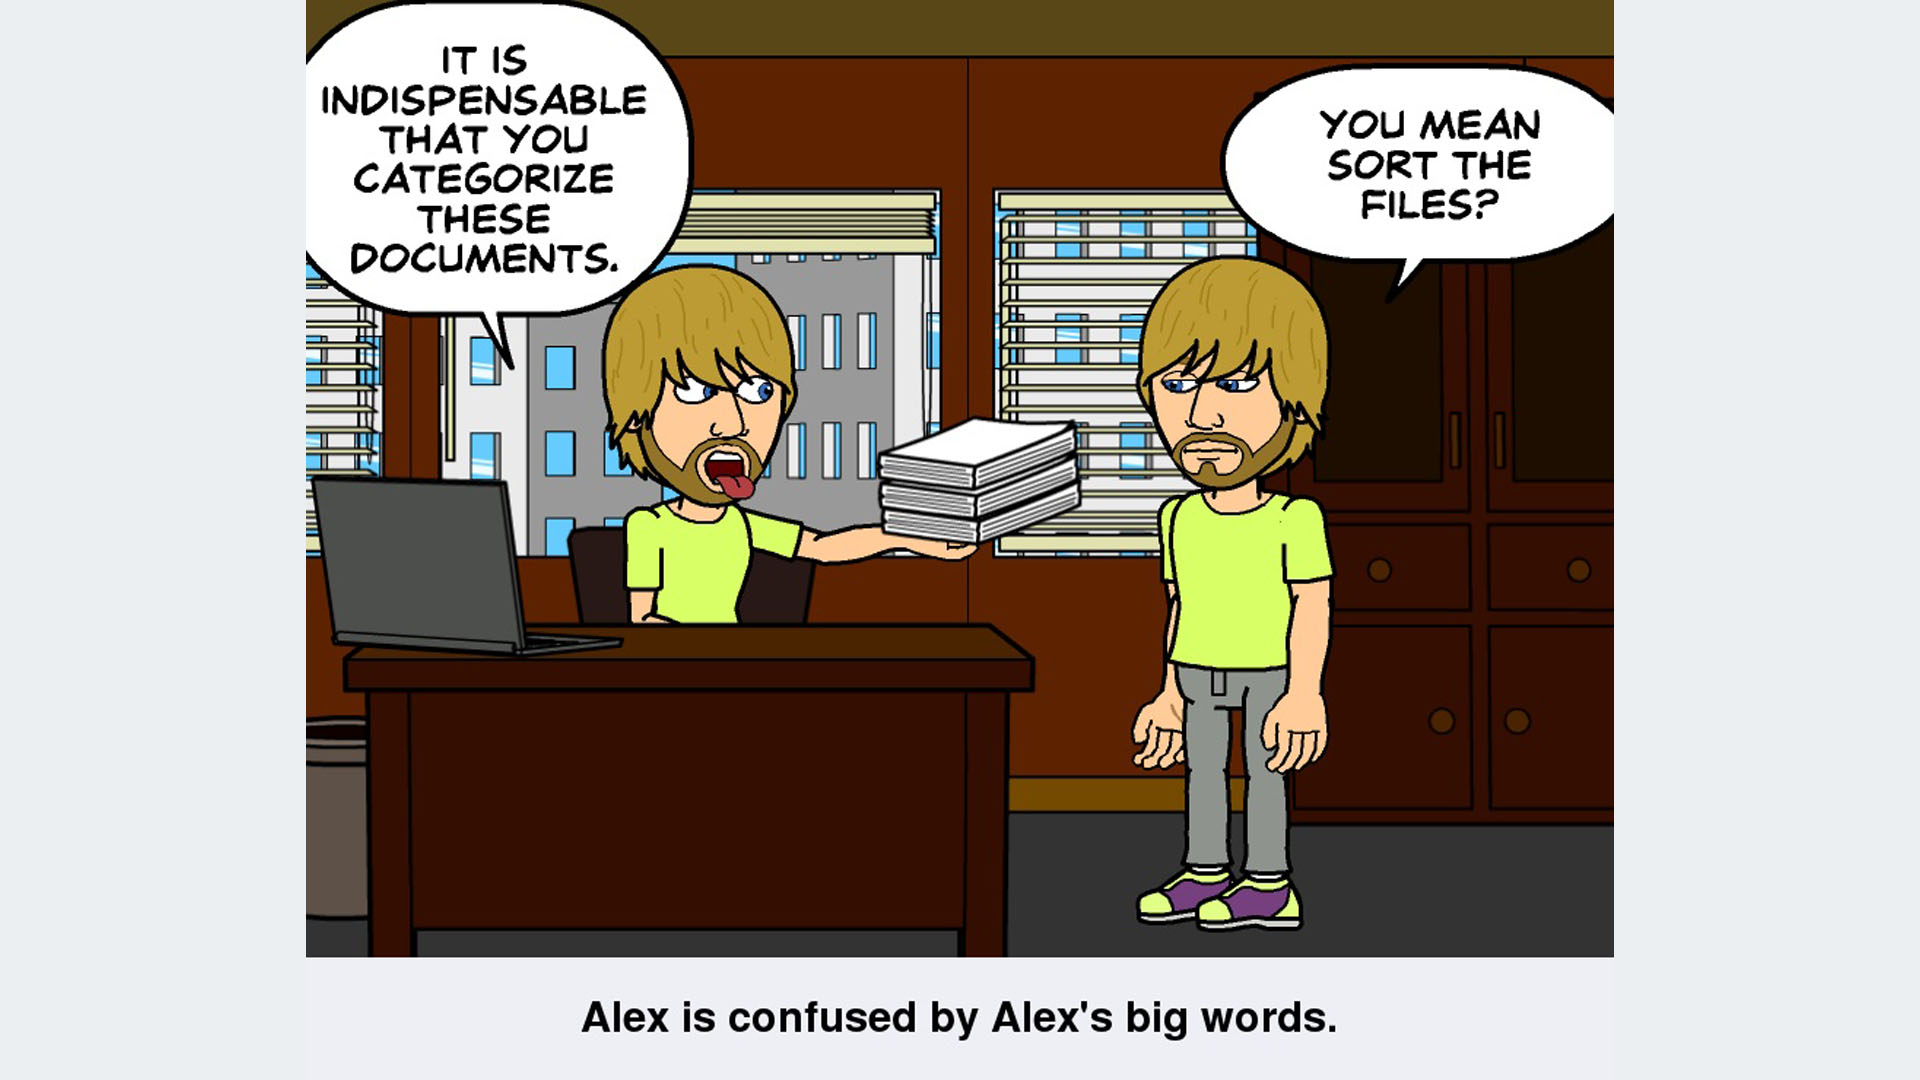 IT IS
INDISPENSABLE
THAT YOU
CATEGORIZE
THESE
DOCUMENTS.
YOU MEAN
SORT THE
FILES?
Alex is confused by Alex's big words.